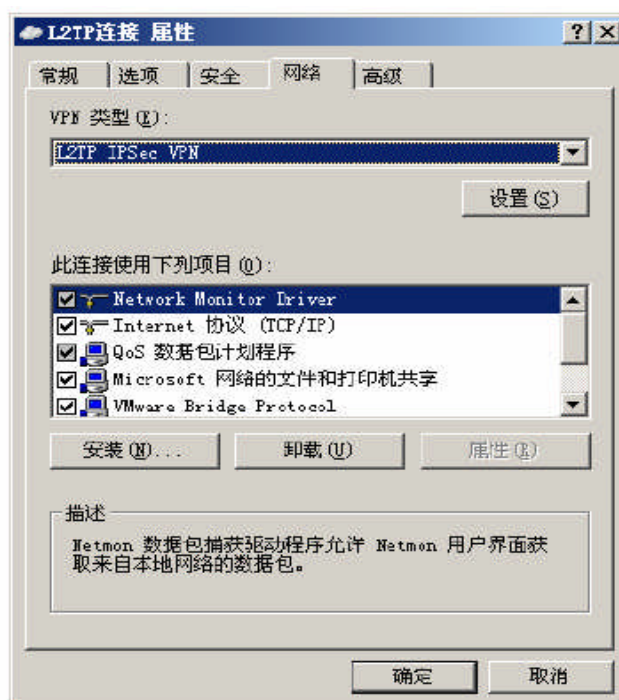 L2TP连接 属性
常规 选项 安全 网络 高级
VPN 类型(E):
L2TP IPSec VPN
设置(S)
此连接使用下列项目(O):
Network Monitor Driver
Internet 协议 (TCP/IP)
QoS 数据包计划程序
Microsoft 网络的文件和打印机共享
VMware Bridge Protocol
安装(N)... 卸载(U) 属性(R)
描述
Netmon 数据包捕获驱动程序允许 Netmon 用户界面获
取来自本地网络的数据包。
确定 取消